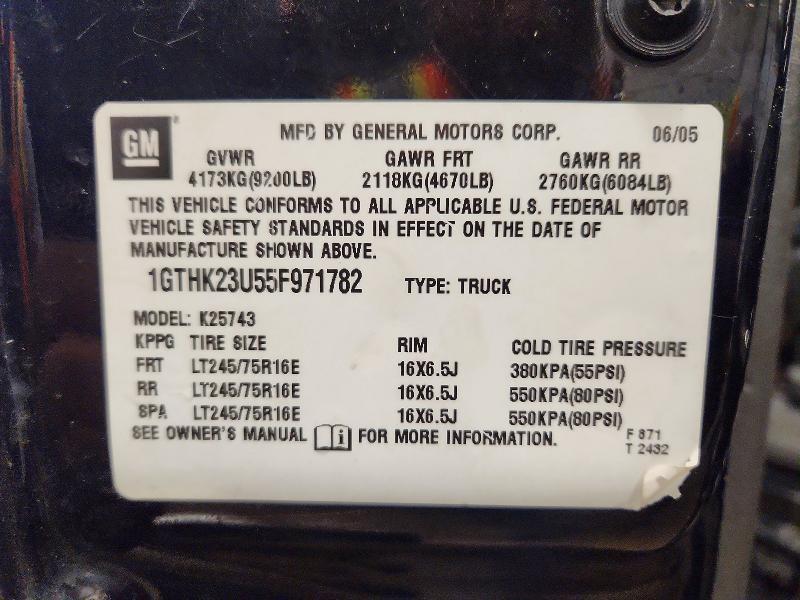 GM
MFD BY GENERAL MOTORS CORP. 06/05
GVWR GAWR FRT GAWR RR
4173KG(9200LB) 2118KG(4670LB) 2760KG(6084LB)
THIS VEHICLE CONFORMS TO ALL APPLICABLE U.S. FEDERAL MOTOR
VEHICLE SAFETY STANDARDS IN EFFECT ON THE DATE OF
MANUFACTURE SHOWN ABOVE.
1GTHK23U55F971782 TYPE: TRUCK
MODEL: K25743
KPPG TIRE SIZE RIM COLD TIRE PRESSURE
FRT LT245/75R16E 16X6.5J 380KPA(55PSI)
RR LT245/75R16E 16X6.5J 550KPA(80PSI)
SPA LT245/75R16E 16X6.5J 550KPA(80PSI)
SEE OWNER'S MANUAL i FOR MORE INFORMATION.
F 871
T 2432